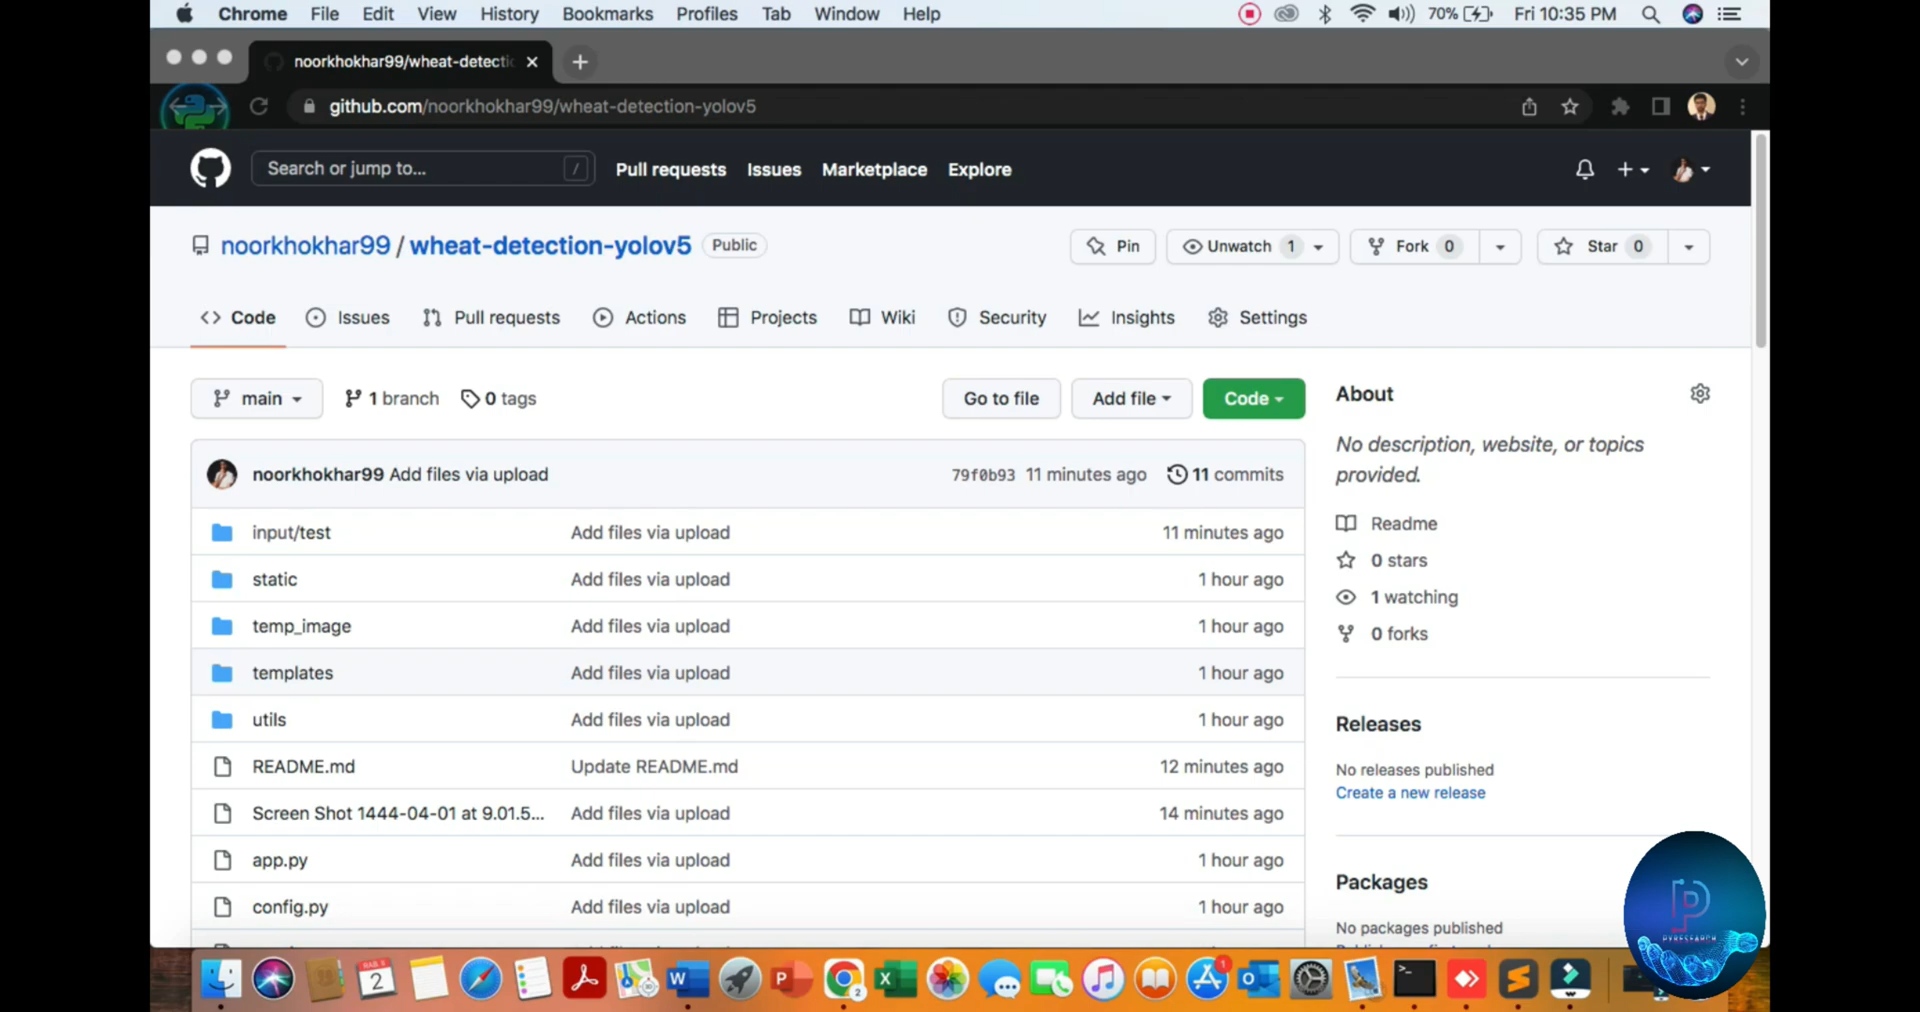 Chrome File Edit View History Bookmarks Profiles Tab Window Help 70% Fri 10:35 PM
noorkhokhar99/wheat-detecti
github.com/noorkhokhar99/wheat-detection-yolov5
Search or jump to... / Pull requests Issues Marketplace Explore
noorkhokhar99 / wheat-detection-yolov5 Public Pin Unwatch 1 Fork 0 Star 0
Code Issues Pull requests Actions Projects Wiki Security Insights Settings
main 1 branch 0 tags Go to file Add file Code
noorkhokhar99 Add files via upload 79f0b93 11 minutes ago 11 commits
input/test Add files via upload 11 minutes ago
static Add files via upload 1 hour ago
temp_image Add files via upload 1 hour ago
templates Add files via upload 1 hour ago
utils Add files via upload 1 hour ago
README.md Update README.md 12 minutes ago
Screen Shot 1444-04-01 at 9.01.5... Add files via upload 14 minutes ago
app.py Add files via upload 1 hour ago
config.py Add files via upload 1 hour ago
About
No description, website, or topics
provided.
Readme
0 stars
1 watching
0 forks
Releases
No releases published
Create a new release
Packages
No packages published
PYRESEARCH
2